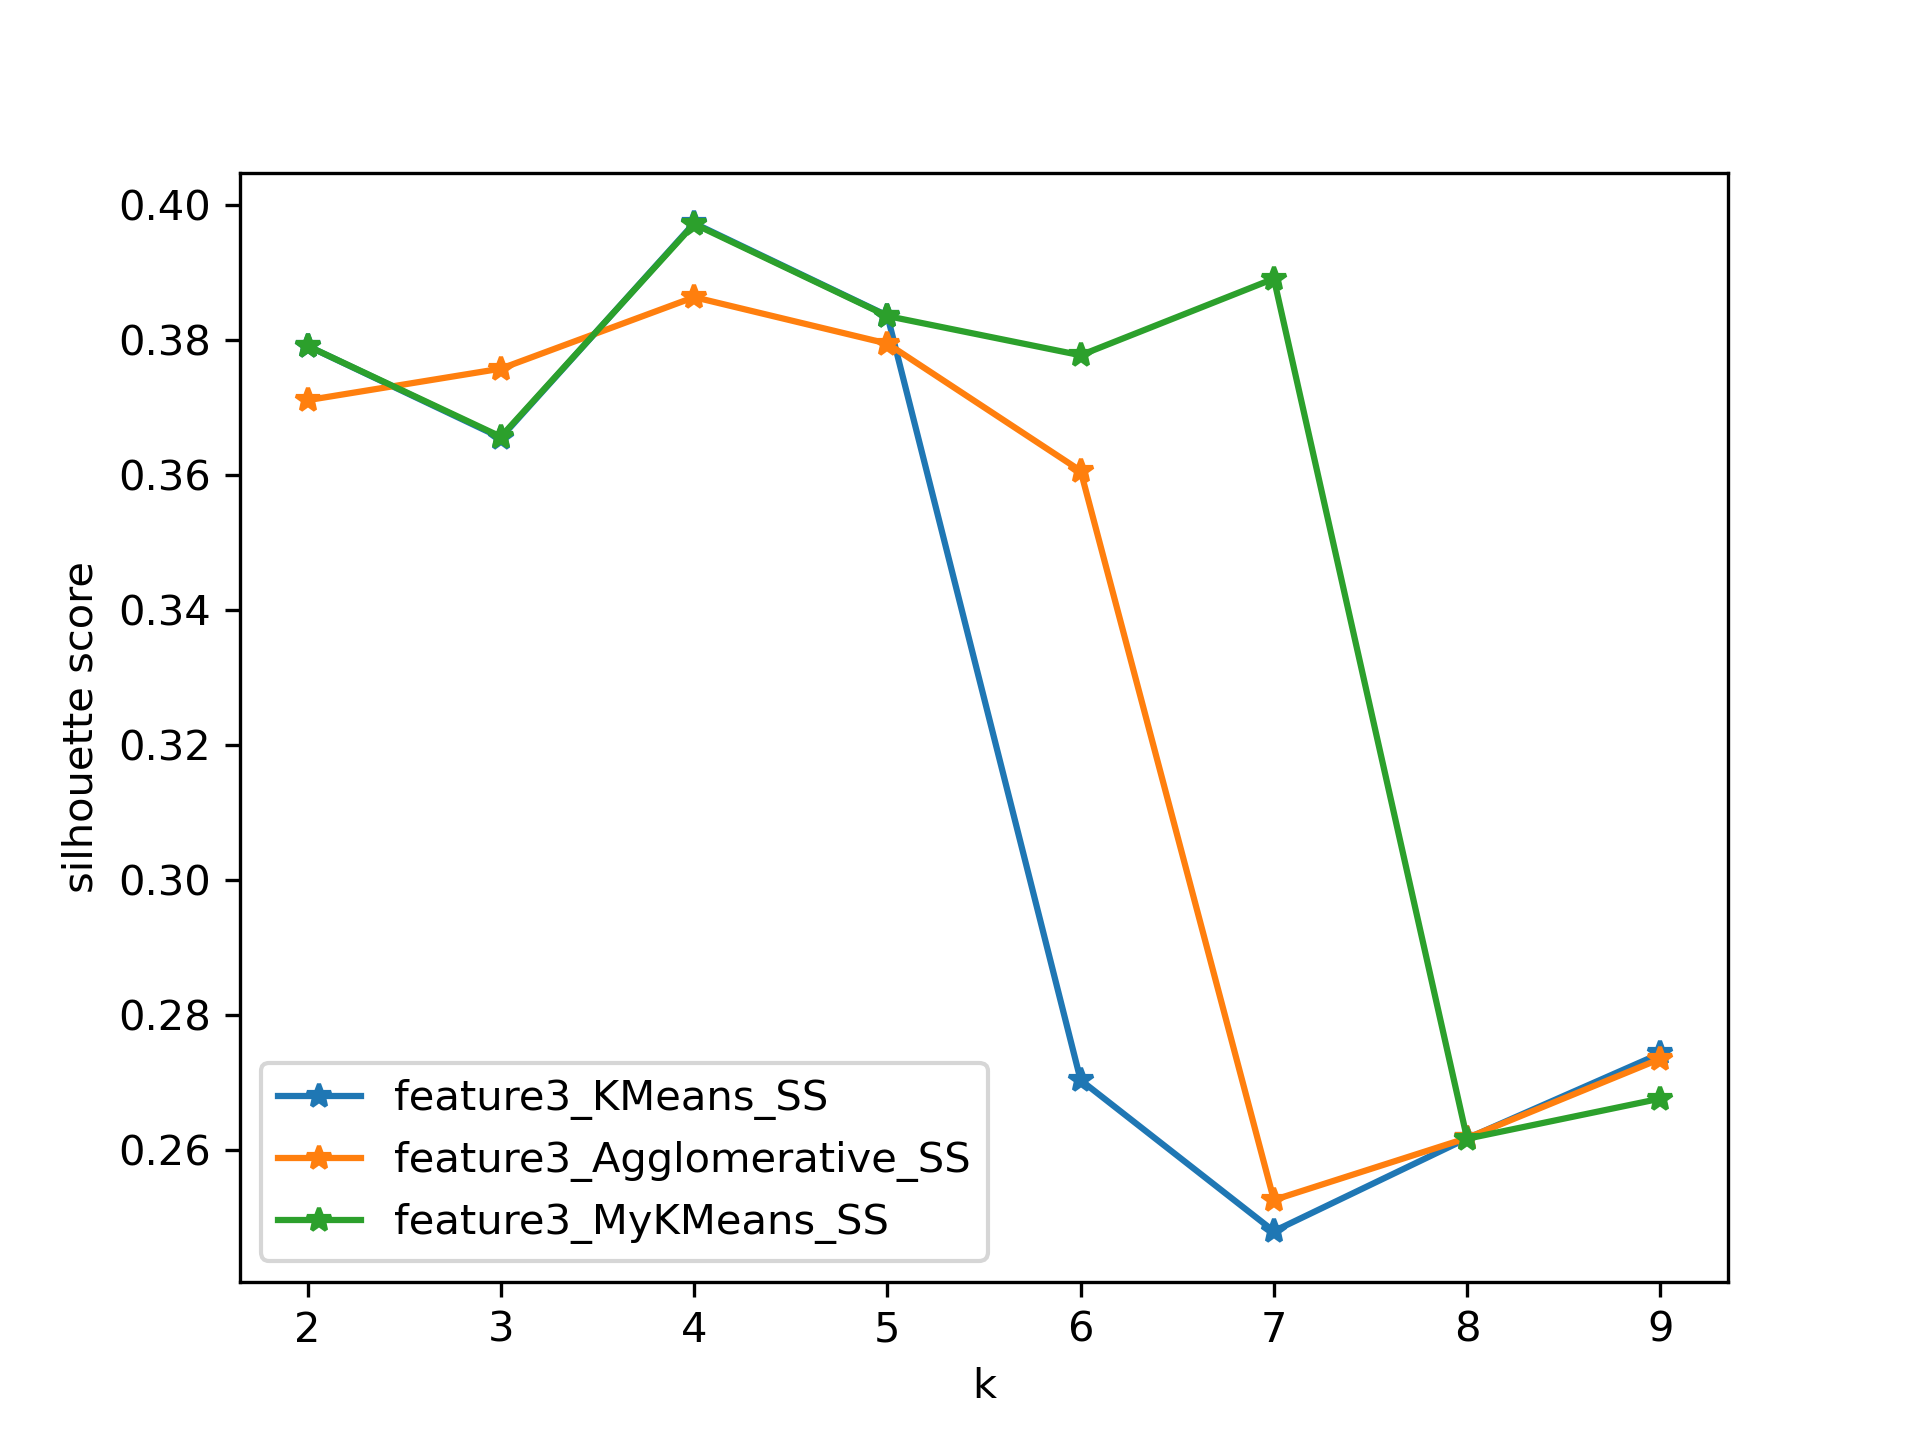 0.40
0.38
0.36
0.34
0.32
0.30
0.28
0.26
silhouette score
feature3_KMeans_SS
feature3_Agglomerative_SS
feature3_MyKMeans_SS
2 3 4 5 6 7 8 9
k